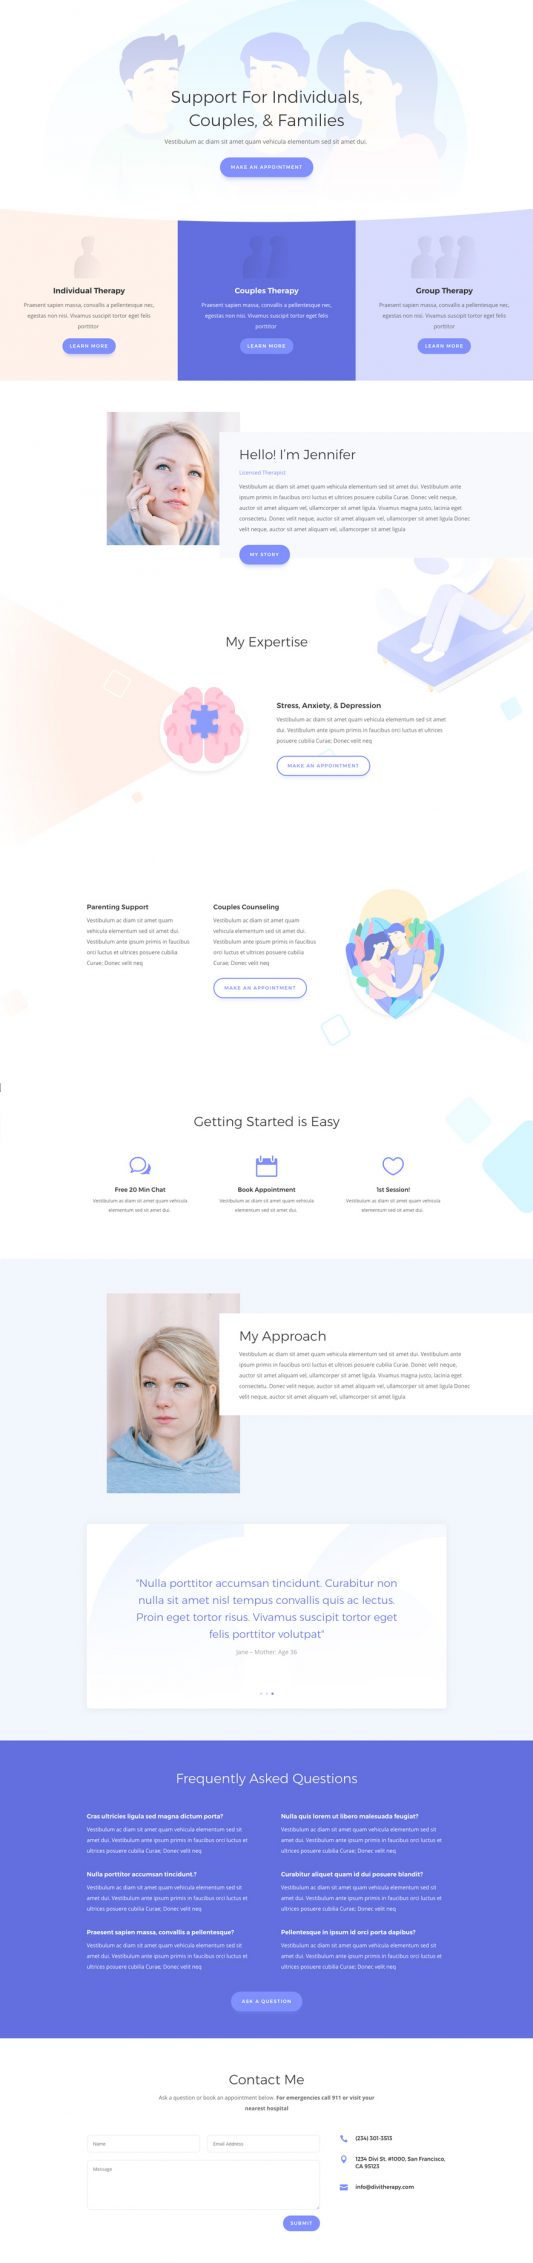 Support For Individuals,
Couples, & Families
Vestibulum ac diam sit amet quam vehicula elementum sed sit amet dui.
MAKE AN APPOINTMENT
Individual Therapy
Praesent sapien massa, convallis a pellentesque nec,
egestas non nisi. Vivamus suscipit tortor eget felis
porttitor
LEARN MORE
Couples Therapy
Praesent sapien massa, convallis a pellentesque nec,
egestas non nisi. Vivamus suscipit tortor eget felis
porttitor
LEARN MORE
Group Therapy
Praesent sapien massa, convallis a pellentesque nec,
egestas non nisi. Vivamus suscipit tortor eget felis
porttitor
LEARN MORE
Hello! I'm Jennifer
Licenced Therapist
Vestibulum ac diam sit amet quam vehicula elementum sed sit amet dui. Vestibulum ante
ipsum primis in faucibus orci luctus et ultrices posuere cubilia Curae. Donec velit neque,
auctor sit amet aliquam vel, ullamcorper sit amet ligula. Vivamus magna justo, lacinia eget
consectetu. Donec velit neque, auctor sit amet aliquam vel, ullamcorper sit amet ligula Donec
velit neque, auctor sit amet aliquam vel, ullamcorper sit amet ligula
MY STORY
My Expertise
Stress, Anxiety, & Depression
Vestibulum ac diam sit amet quam vehicula elementum sed sit amet
dui. Vestibulum ante ipsum primis in faucibus orci luctus et ultrices
posuere cubilia Curae; Donec velit neq
MAKE AN APPOINTMENT
Parenting Support
Vestibulum ac diam sit amet quam
vehicula elementum sed sit amet dui.
Vestibulum ante ipsum primis in faucibus
orci luctus et ultrices posuere cubilia
Curae; Donec velit neq
Couples Counseling
Vestibulum ac diam sit amet quam
vehicula elementum sed sit amet dui.
Vestibulum ante ipsum primis in faucibus
orci luctus et ultrices posuere cubilia
Curae; Donec velit neq
MAKE AN APPOINTMENT
Getting Started is Easy
Free 20 Min Chat
Vestibulum ac diam sit amet quam vehicula
elementum sed sit amet dui.
Book Appointment
Vestibulum ac diam sit amet quam vehicula
elementum sed sit amet dui.
1st Session!
Vestibulum ac diam sit amet quam vehicula
elementum sed sit amet dui.
My Approach
Vestibulum ac diam sit amet quam vehicula elementum sed sit amet dui. Vestibulum ante
ipsum primis in faucibus orci luctus et ultrices posuere cubilia Curae. Donec velit neque,
auctor sit amet aliquam vel, ullamcorper sit amet ligula. Vivamus magna justo, lacinia eget
consectetu. Donec velit neque, auctor sit amet aliquam vel, ullamcorper sit amet ligula Donec
velit neque, auctor sit amet aliquam vel, ullamcorper sit amet ligula
"Nulla porttitor accumsan tincidunt. Curabitur non
nulla sit amet nisl tempus convallis quis ac lectus.
Proin eget tortor risus. Vivamus suscipit tortor eget
felis porttitor volutpat"
Jane – Mother: Age 36
Frequently Asked Questions
Cras ultricies ligula sed magna dictum porta?
Vestibulum ac diam sit amet quam vehicula elementum sed sit
amet dui. Vestibulum ante ipsum primis in faucibus orci luctus et
ultrices posuere cubilia Curae; Donec velit neq
Nulla quis lorem ut libero malesuada feugiat?
Vestibulum ac diam sit amet quam vehicula elementum sed sit
amet dui. Vestibulum ante ipsum primis in faucibus orci luctus et
ultrices posuere cubilia Curae; Donec velit neq
Nulla porttitor accumsan tincidunt.?
Vestibulum ac diam sit amet quam vehicula elementum sed sit
amet dui. Vestibulum ante ipsum primis in faucibus orci luctus et
ultrices posuere cubilia Curae; Donec velit neq
Curabitur aliquet quam id dui posuere blandit?
Vestibulum ac diam sit amet quam vehicula elementum sed sit
amet dui. Vestibulum ante ipsum primis in faucibus orci luctus et
ultrices posuere cubilia Curae; Donec velit neq
Praesent sapien massa, convallis a pellentesque?
Vestibulum ac diam sit amet quam vehicula elementum sed sit
amet dui. Vestibulum ante ipsum primis in faucibus orci luctus et
ultrices posuere cubilia Curae; Donec velit neq
Pellentesque in ipsum id orci porta dapibus?
Vestibulum ac diam sit amet quam vehicula elementum sed sit
amet dui. Vestibulum ante ipsum primis in faucibus orci luctus et
ultrices posuere cubilia Curae; Donec velit neq
ASK A QUESTION
Contact Me
Ask a question or book an appointment below. For emergencies call 911 or visit your
nearest hospital
Name
Email Address
Message
SUBMIT
(234) 301-3513
1234 Divi St. #1000, San Francisco,
CA 95123
info@divitherapy.com